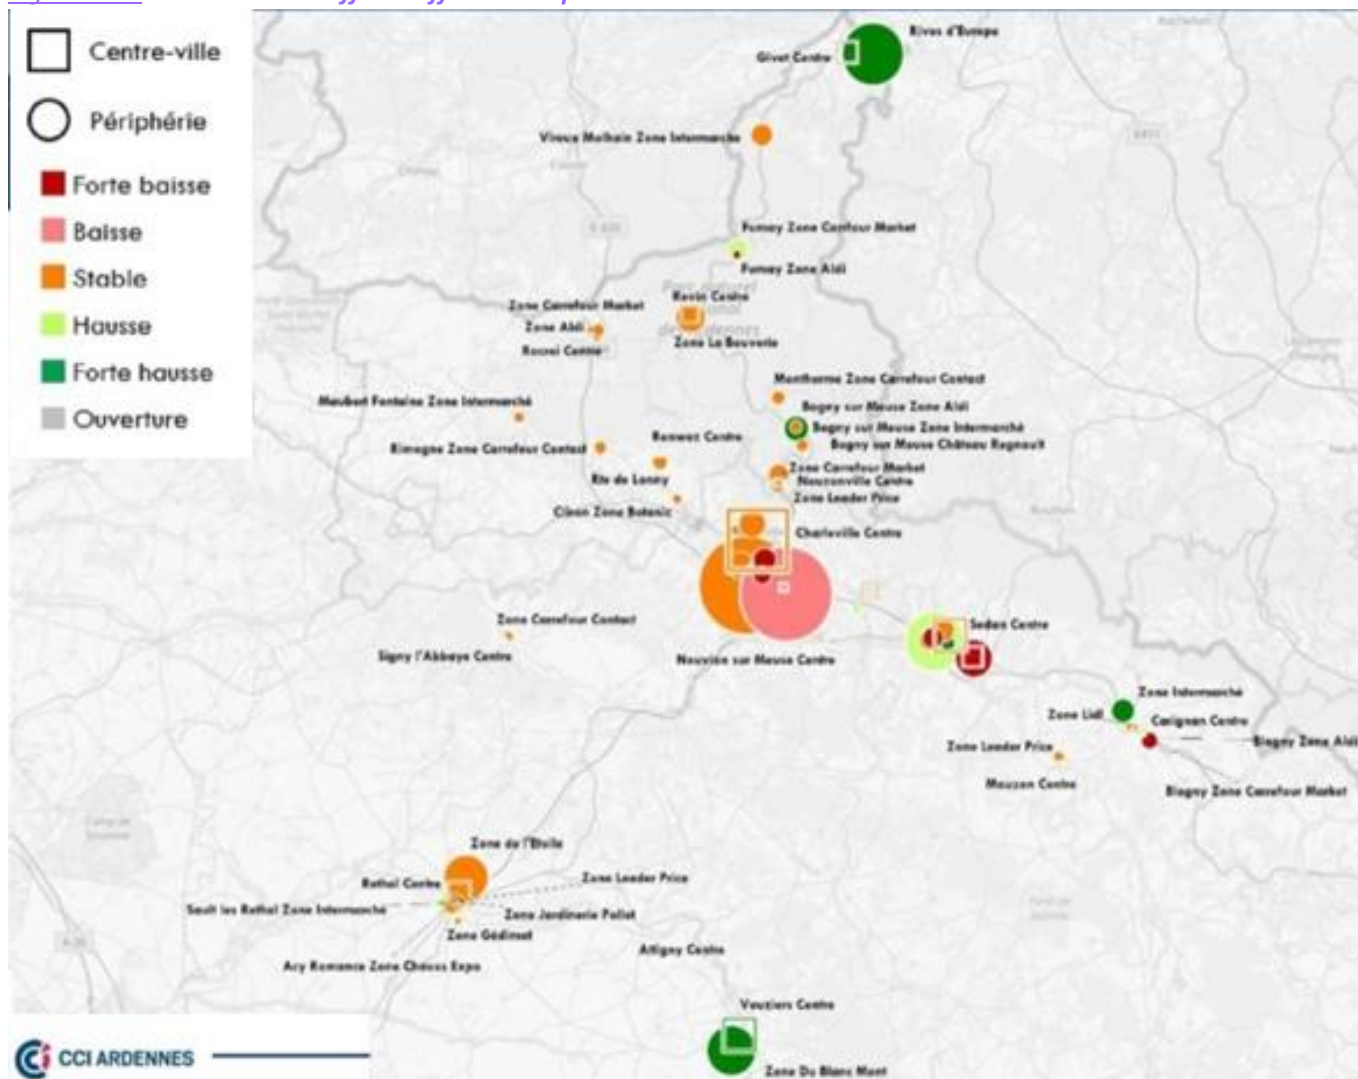 Centre-ville
Périphérie
Forte baisse
Baisse
Stable
Hausse
Forte hausse
Ouverture
Rives d'Europe
Givet Centre
Vireux Molhain Zone Intermarché
Fumay Zone Carrfour Market
Fumay Zone Aldi
Revin Centre
Zone Carrefour Market
Zone Aldi
Rocroi Centre
Zone La Bouverie
Montherme Zone Carrefour Contact
Maubert Fontaine Zone Intermarché
Bogny sur Meuse Zone Aldi
Bogny sur Meuse Zone Intermarché
Renwez Centre
Bogny sur Meuse Château Regnault
Rimogne Zone Carrefour Contact
Zone Carrefour Market
Rte de Lonny
Nouzonville Centre
Zone Leader Price
Cliron Zone Botanic
Charleville Centre
Zone Carrefour Contact
Sedan Centre
Signy l'Abbaye Centre
Nouvion sur Meuse Centre
Zone Intermarché
Zone Lidl
Carignan Centre
Zone Leader Price
Blagny Zone Aldi
Mouzon Centre
Blagny Zone Carrefour Market
Zone de l'Etoile
Rethel Centre
Zone Leader Price
Sault les Rethel Zone Intermarché
Zone Jardinerie Pollet
Zone Gédimat
Attigny Centre
Acy Romance Zone Chauss Expo
Vouziers Centre
CCI ARDENNES
Zone Du Blanc Mont